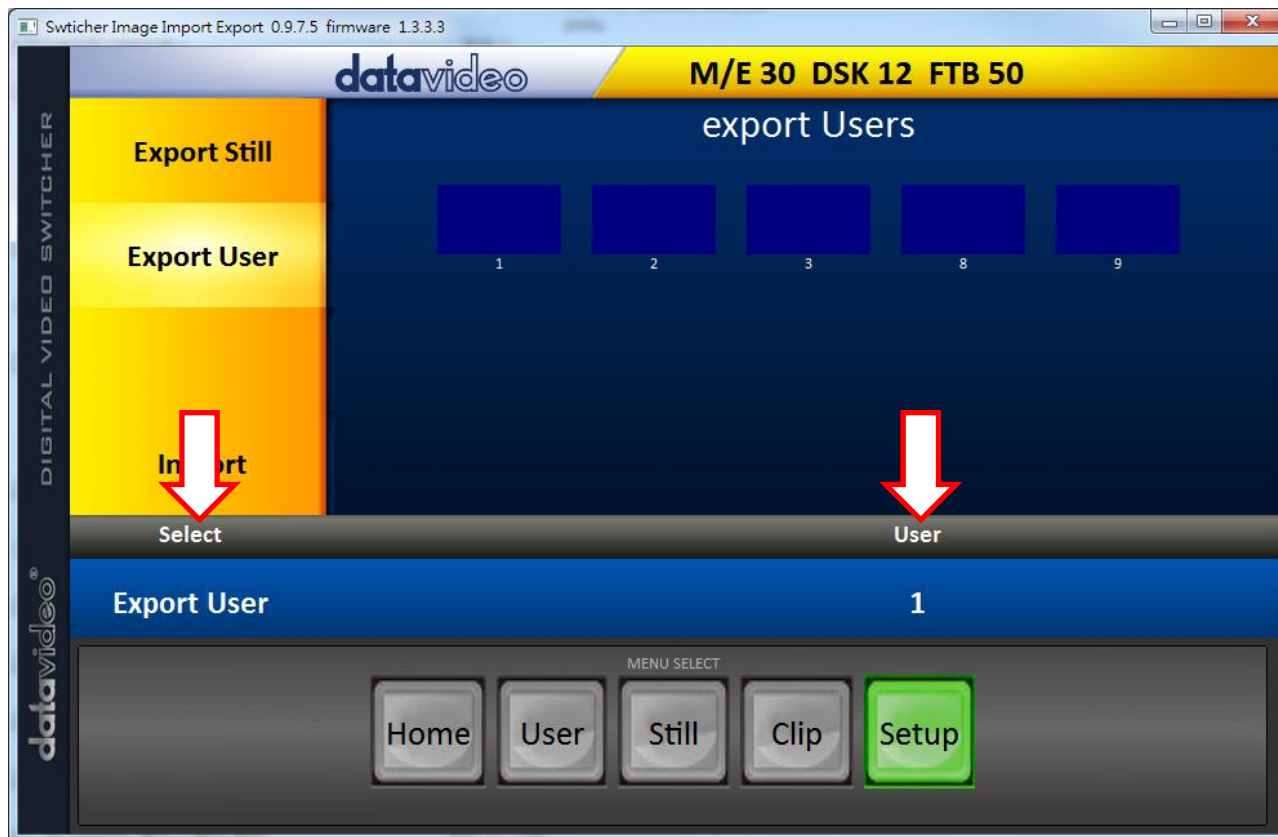 Swticher Image Import Export 0.9.7.5 firmware 1.3.3.3
datavideo
M/E 30 DSK 12 FTB 50
DIGITAL VIDEO SWITCHER
datavideo®
Export Still
Export User
export Users
1 2 3 8 9
Select User
Export User 1
MENU SELECT
Home User Still Clip Setup